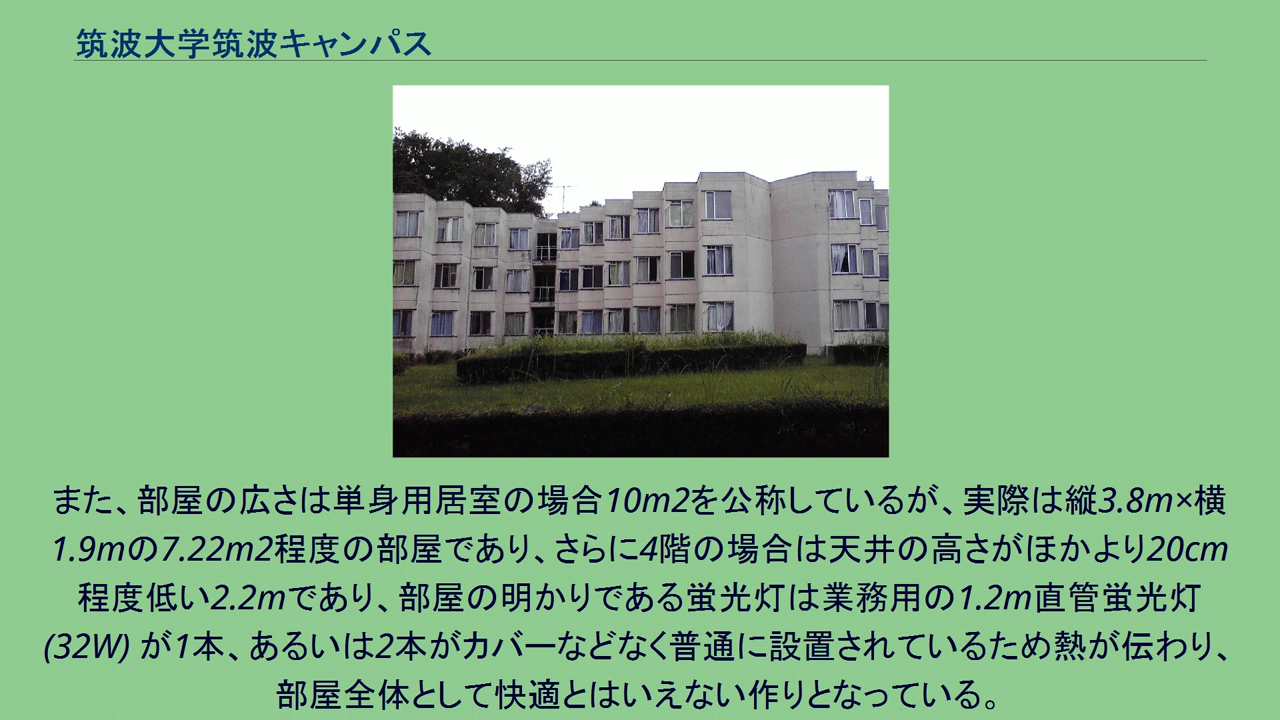 筑波大学筑波キャンパス
また、部屋の広さは単身用居室の場合10m2を公称しているが、実際は縦3.8m×横
1.9mの7.22m2程度の部屋であり、さらに4階の場合は天井の高さがほかより20cm
程度低い2.2mであり、部屋の明かりである蛍光灯は業務用の1.2m直管蛍光灯
(32W) が1本、あるいは2本がカバーなどなく普通に設置されているため熱が伝わり、
部屋全体として快適とはいえない作りとなっている。